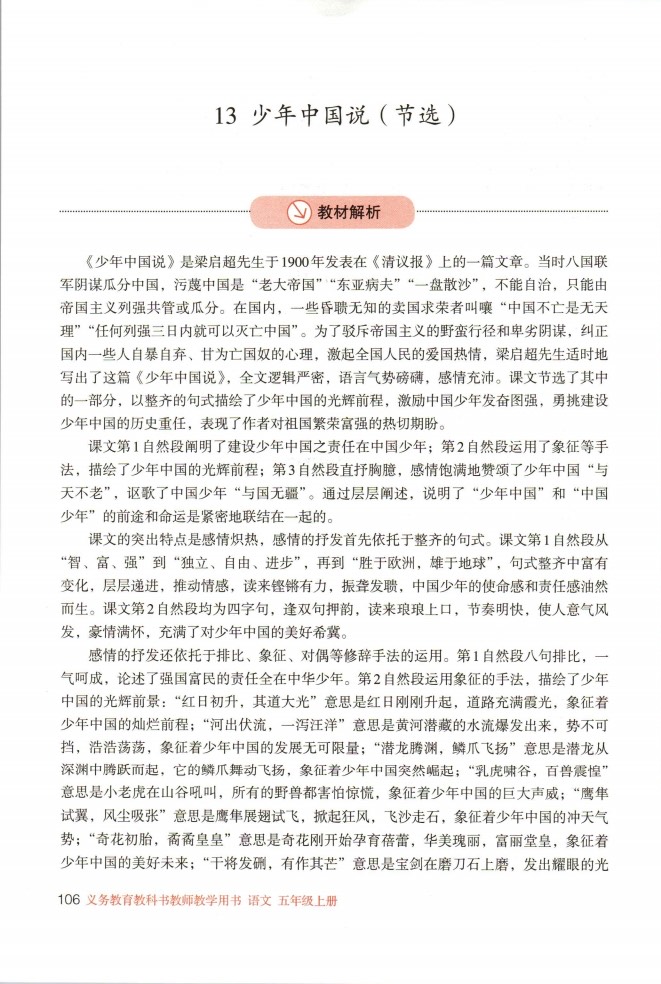 13 少年中国说（节选）
教材解析
《少年中国说》是梁启超先生于1900年发表在《清议报》上的一篇文章。当时八国联
军阴谋瓜分中国，污蔑中国是“老大帝国”“东亚病夫”“一盘散沙”，不能自治，只能由
帝国主义列强共管或瓜分。在国内，一些昏聩无知的卖国求荣者叫嚷“中国不亡是无天
理”“任何列强三日内就可以灭亡中国”。为了驳斥帝国主义的野蛮行径和卑劣阴谋，纠正
国内一些人自暴自弃、甘为亡国奴的心理，激起全国人民的爱国热情，梁启超先生适时地
写出了这篇《少年中国说》，全文逻辑严密，语言气势磅礴，感情充沛。课文节选了其中
的一部分，以整齐的句式描绘了少年中国的光辉前程，激励中国少年发奋图强，勇挑建设
少年中国的历史重任，表现了作者对祖国繁荣富强的热切期盼。
课文第1自然段阐明了建设少年中国之责任在中国少年；第2自然段运用了象征等手
法，描绘了少年中国的光辉前程；第3自然段直抒胸臆，感情饱满地赞颂了少年中国“与
天不老”，讴歌了中国少年“与国无疆”。通过层层阐述，说明了“少年中国”和“中国
少年”的前途和命运是紧密地联结在一起的。
课文的突出特点是感情炽热，感情的抒发首先依托于整齐的句式。课文第1自然段从
“智、富、强”到“独立、自由、进步”，再到“胜于欧洲，雄于地球”，句式整齐中富有
变化，层层递进，推动情感，读来铿锵有力，振聋发聩，中国少年的使命感和责任感油然
而生。课文第2自然段均为四字句，逢双句押韵，读来琅琅上口，节奏明快，使人意气风
发，豪情满怀，充满了对少年中国的美好希冀。
感情的抒发还依托于排比、象征、对偶等修辞手法的运用。第1自然段八句排比，一
气呵成，论述了强国富民的责任全在中华少年。第2自然段运用象征的手法，描绘了少年
中国的光辉前景：“红日初升，其道大光”意思是红日刚刚升起，道路充满霞光，象征着
少年中国的灿烂前程；“河出伏流，一泻汪洋”意思是黄河潜藏的水流爆发出来，势不可
挡，浩浩荡荡，象征着少年中国的发展无可限量；“潜龙腾渊，鳞爪飞扬”意思是潜龙从
深渊中腾跃而起，它的鳞爪舞动飞扬，象征着少年中国突然崛起；“乳虎啸谷，百兽震惶”
意思是小老虎在山谷吼叫，所有的野兽都害怕惊慌，象征着少年中国的巨大声威；“鹰隼
试翼，风尘吸张”意思是鹰隼展翅试飞，掀起狂风，飞沙走石，象征着少年中国的冲天气
势；“奇花初胎，矞矞皇皇”意思是奇花刚开始孕育蓓蕾，华美瑰丽，富丽堂皇，象征着
少年中国的美好未来；“干将发硎，有作其芒”意思是宝剑在磨刀石上磨，发出耀眼的光
106 义务教育教科书教师教学用书 语文 五年级上册